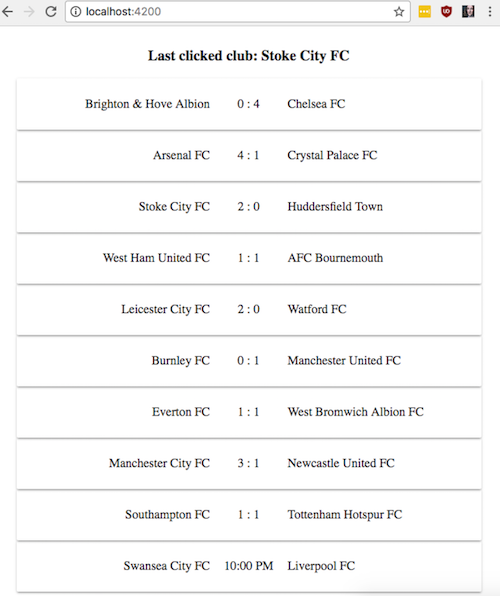 localhost:4200
Last clicked club: Stoke City FC
Brighton & Hove Albion 0 : 4 Chelsea FC
Arsenal FC 4 : 1 Crystal Palace FC
Stoke City FC 2 : 0 Huddersfield Town
West Ham United FC 1 : 1 AFC Bournemouth
Leicester City FC 2 : 0 Watford FC
Burnley FC 0 : 1 Manchester United FC
Everton FC 1 : 1 West Bromwich Albion FC
Manchester City FC 3 : 1 Newcastle United FC
Southampton FC 1 : 1 Tottenham Hotspur FC
Swansea City FC 10:00 PM Liverpool FC